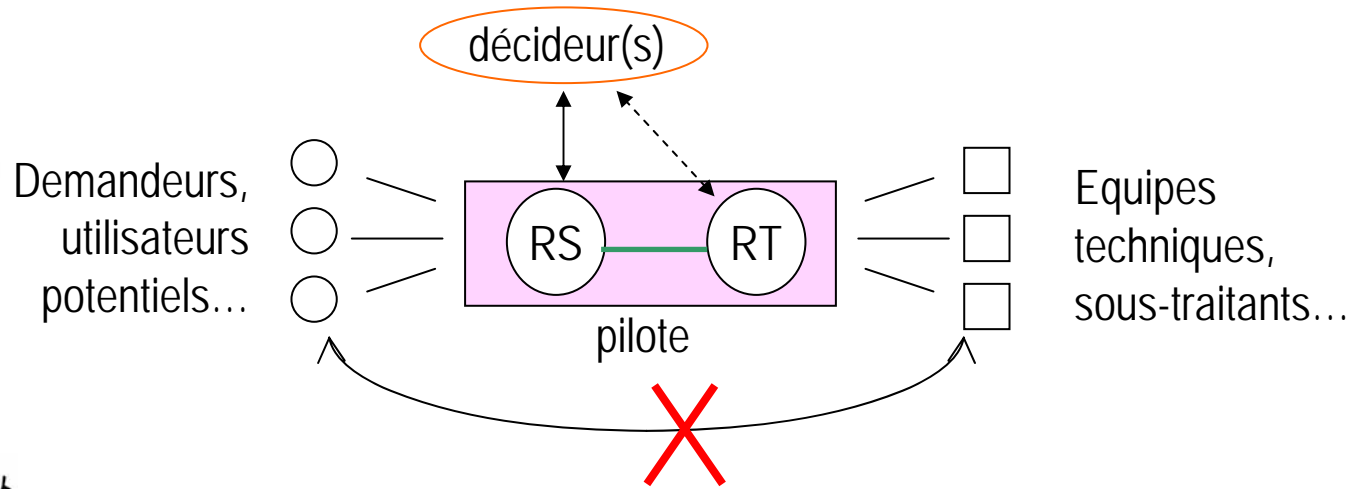 décideur(s)
Demandeurs,
utilisateurs
potentiels…
RS
RT
pilote
Equipes
techniques,
sous-traitants…